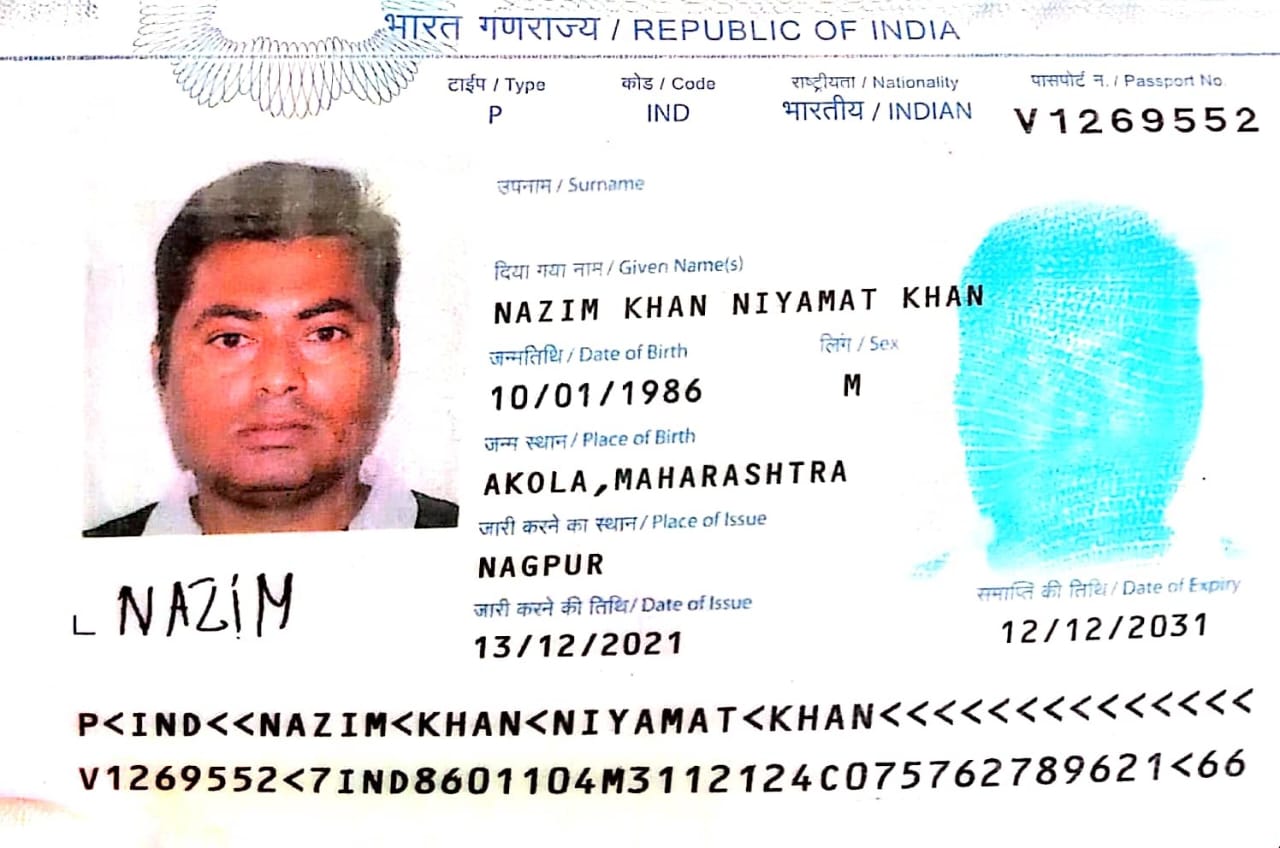 भारत गणराज्य / REPUBLIC OF INDIA
टाईप / Type
P
कोड / Code
IND
राष्ट्रीयता / Nationality
भारतीय / INDIAN
पासपोर्ट न. / Passport No.
V1269552
उपनाम / Surname
दिया गया नाम / Given Name(s)
NAZIM KHAN NIYAMAT KHAN
जन्मतिथि / Date of Birth
10/01/1986
लिंग / Sex
M
जन्म स्थान / Place of Birth
AKOLA,MAHARASHTRA
जारी करने का स्थान / Place of Issue
NAGPUR
जारी करने की तिथि / Date of Issue
13/12/2021
समाप्ति की तिथि / Date of Expiry
12/12/2031
NAZIM
P<IND<<NAZIM<KHAN<NIYAMAT<KHAN<<<<<<<<<<<<<<
V1269552<7IND8601104M3112124C075762789621<66